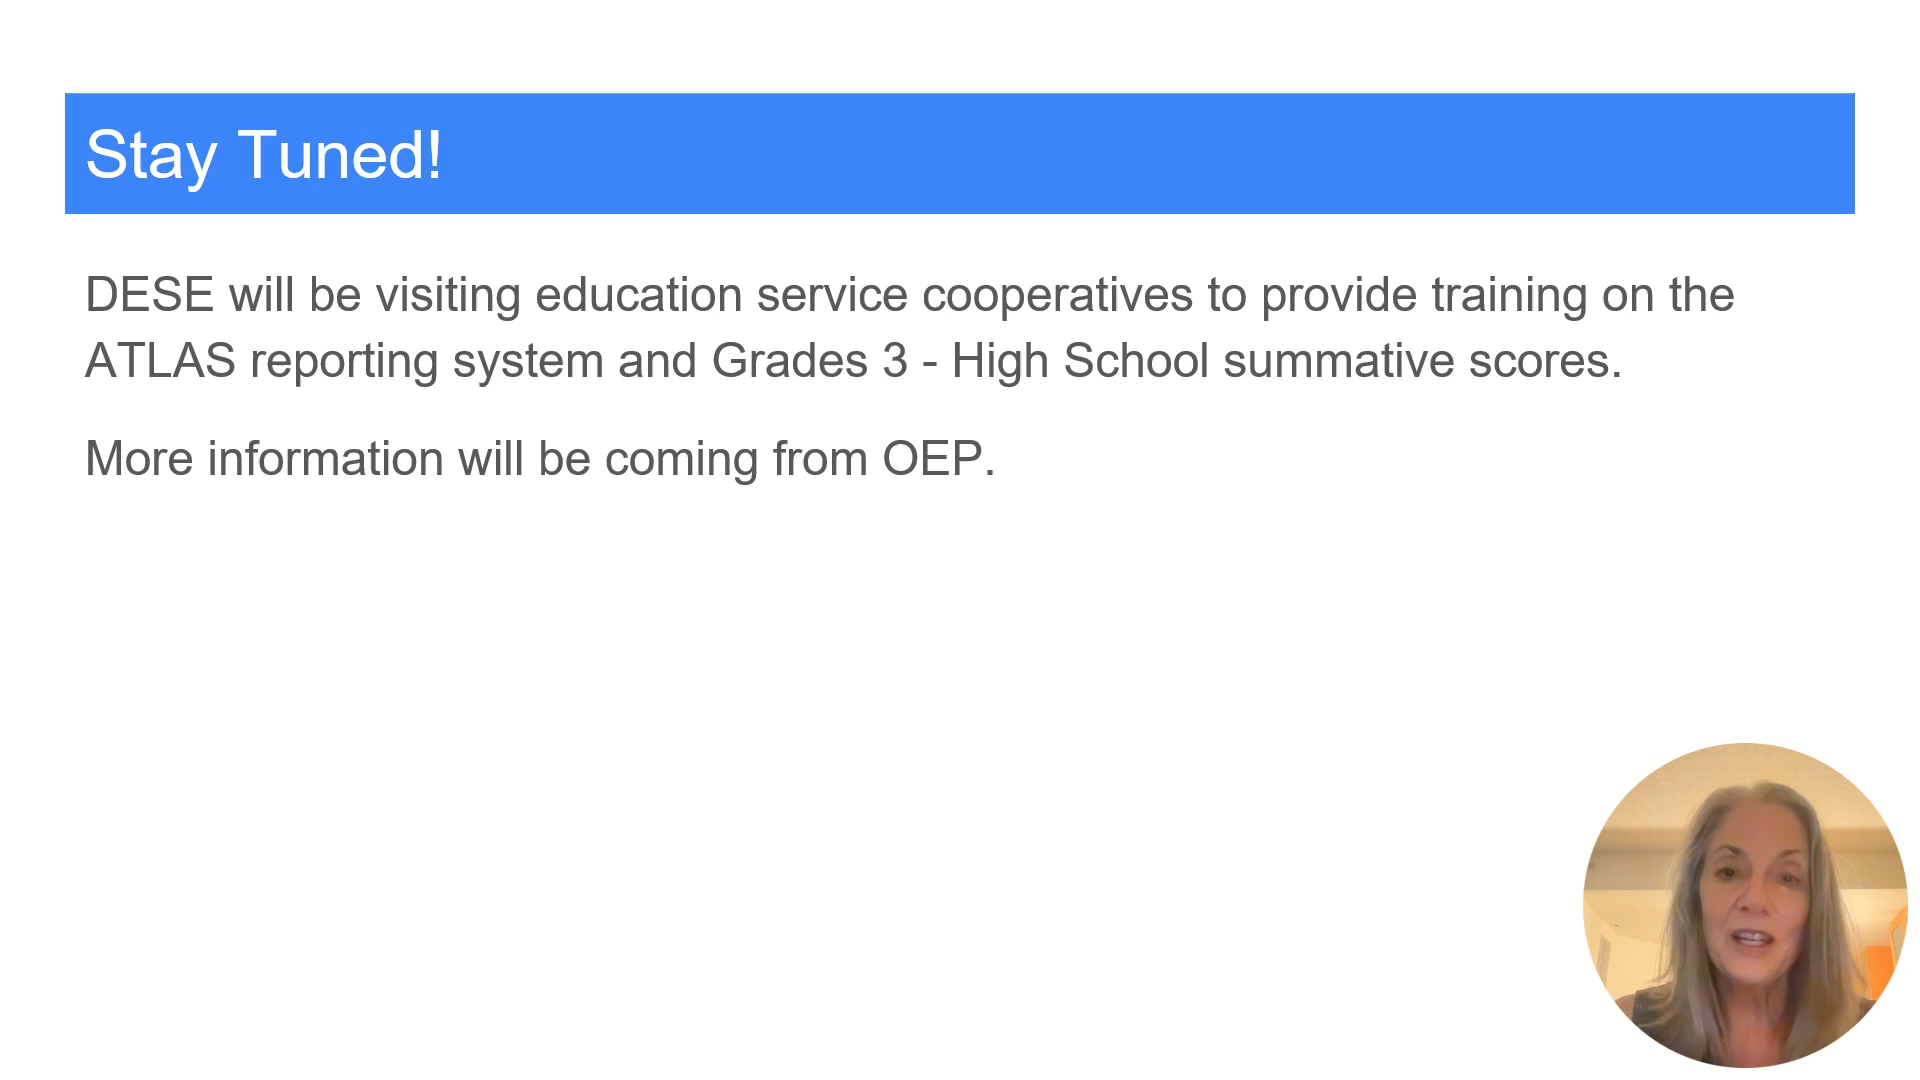 Stay Tuned!
DESE will be visiting education service cooperatives to provide training on the
ATLAS reporting system and Grades 3 - High School summative scores.
More information will be coming from OEP.